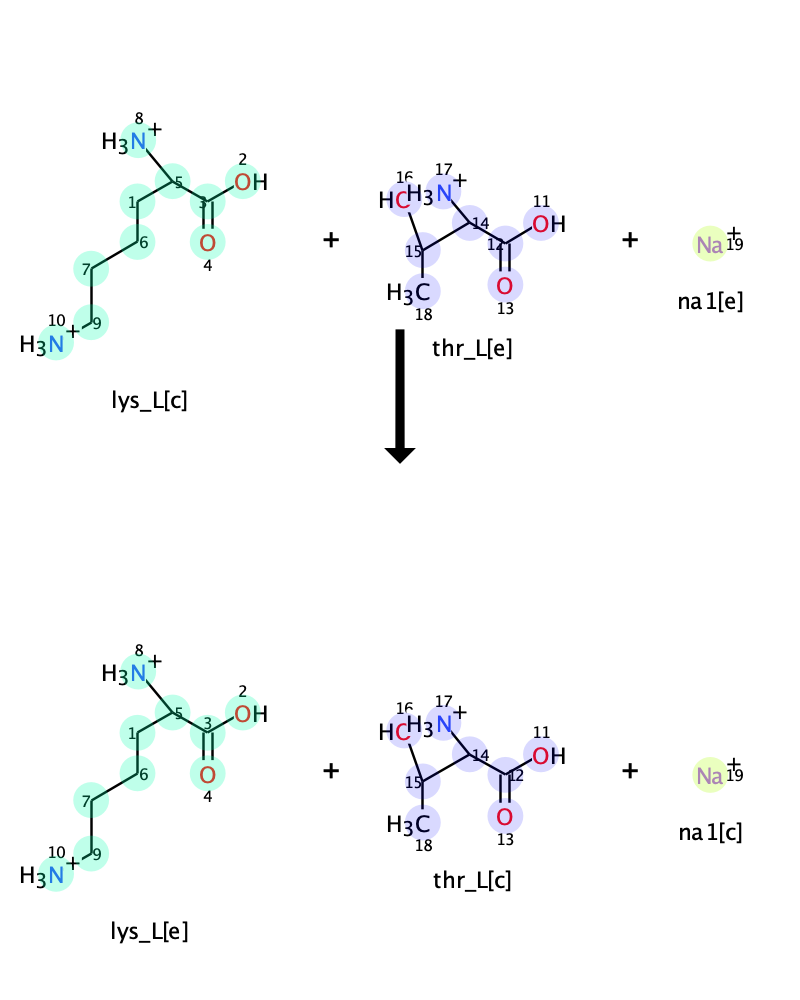 8
H3N+
2
OH
5
3
1
O
4
6
7
10
H3N+
9
lys_L[c]
+
16
HO
17
H3N+
11
OH
14
12
15
O
13
H3C
18
thr_L[e]
+
Na+
19
na1[e]
8
H3N+
2
OH
5
3
1
O
4
6
7
10
H3N+
9
lys_L[e]
+
16
HO
17
H3N+
11
OH
14
12
15
O
13
H3C
18
thr_L[c]
+
Na+
19
na1[c]